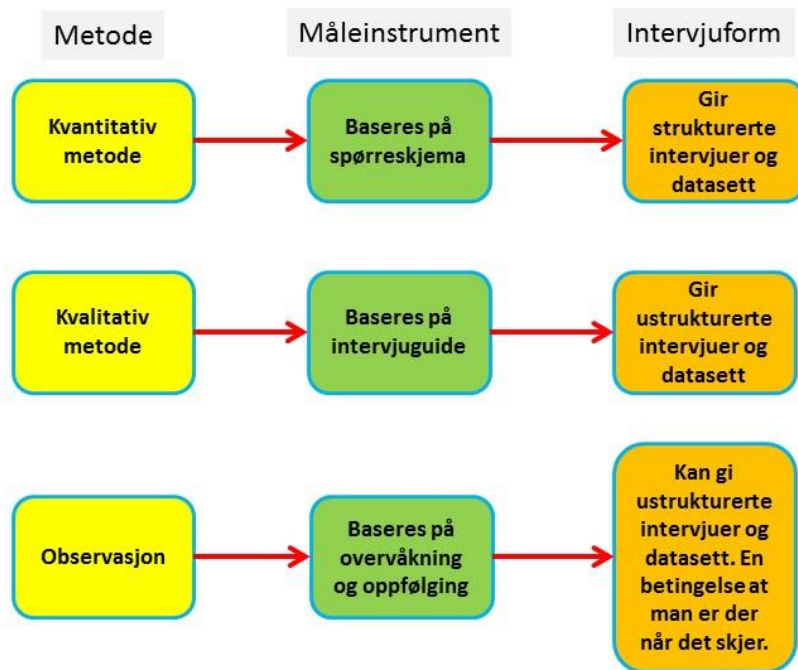 Metode
Måleinstrument
Intervjuform
Kvantitativ
metode
Baseres på
spørreskjema
Gir
strukturerte
intervjuer og
datasett
Kvalitativ
metode
Baseres på
intervjuguide
Gir
ustrukturerte
intervjuer og
datasett
Observasjon
Baseres på
overvåkning
og oppfølging
Kan gi
ustrukturerte
intervjuer og
datasett. En
betingelse at
man er der
når det skjer.